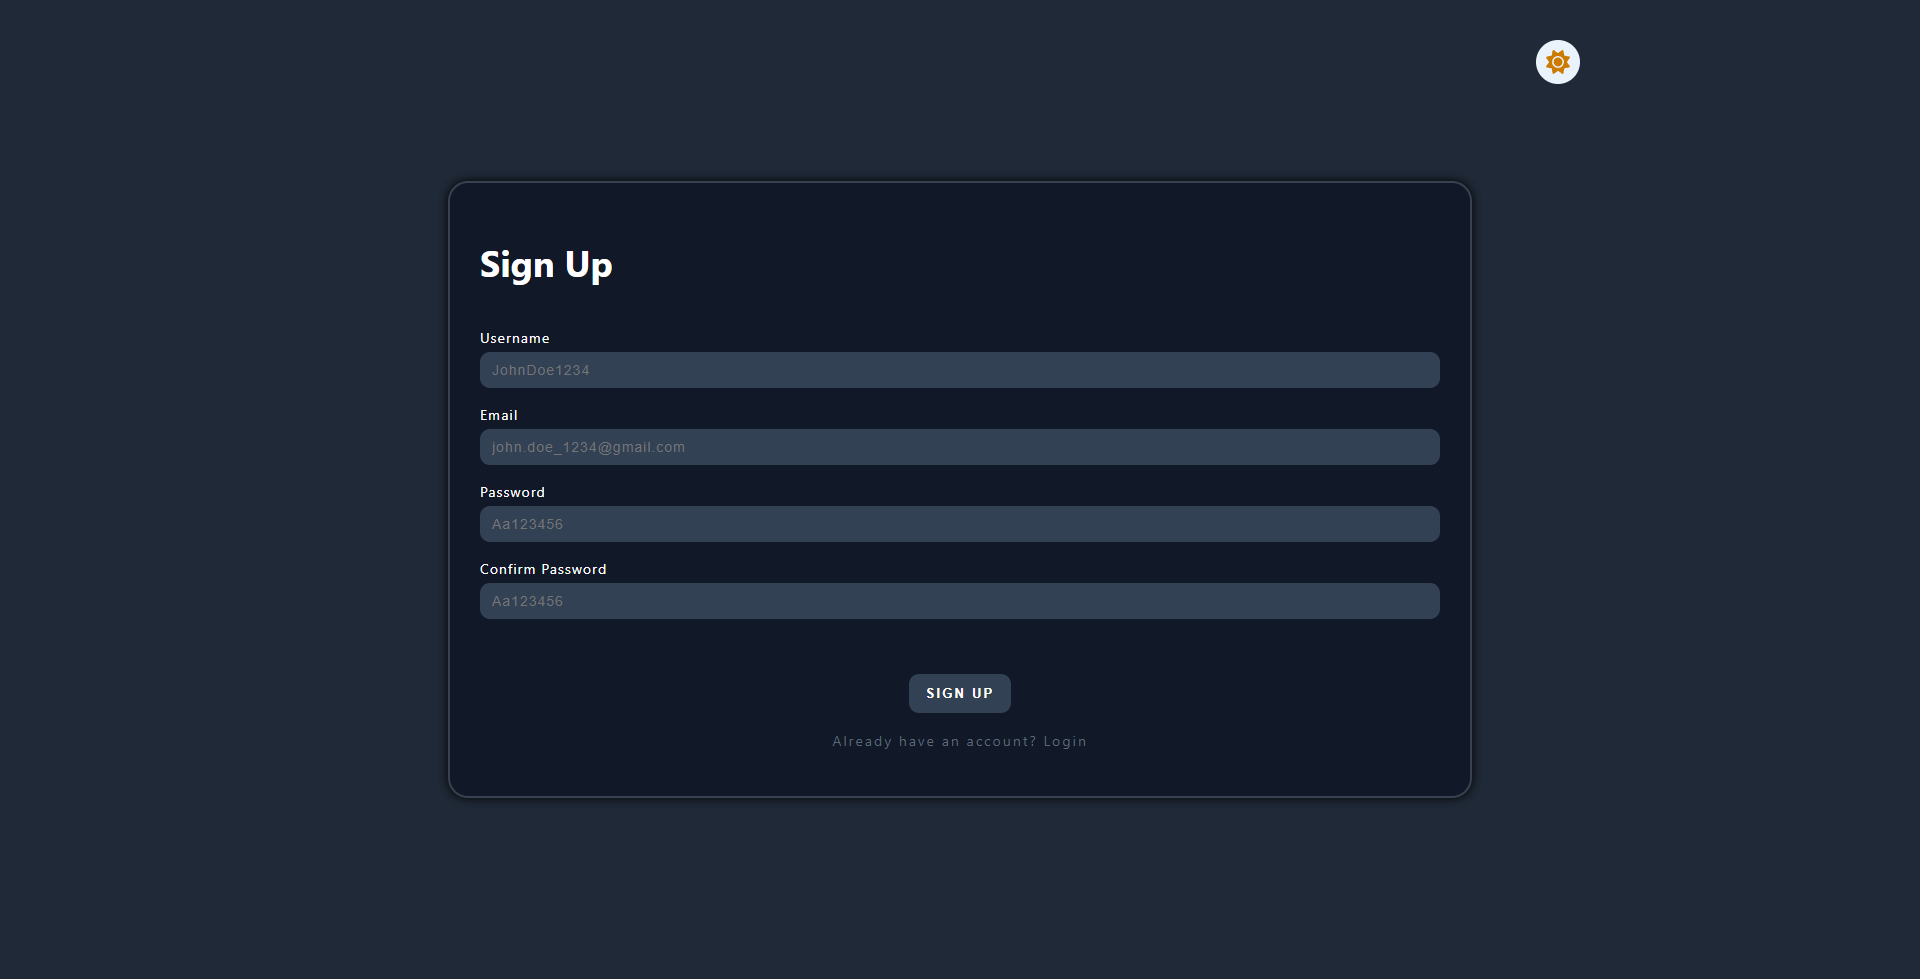 Sign Up
Username
JohnDoe1234
Email
john.doe_1234@gmail.com
Password
Aa123456
Confirm Password
Aa123456
SIGN UP
Already have an account? Login